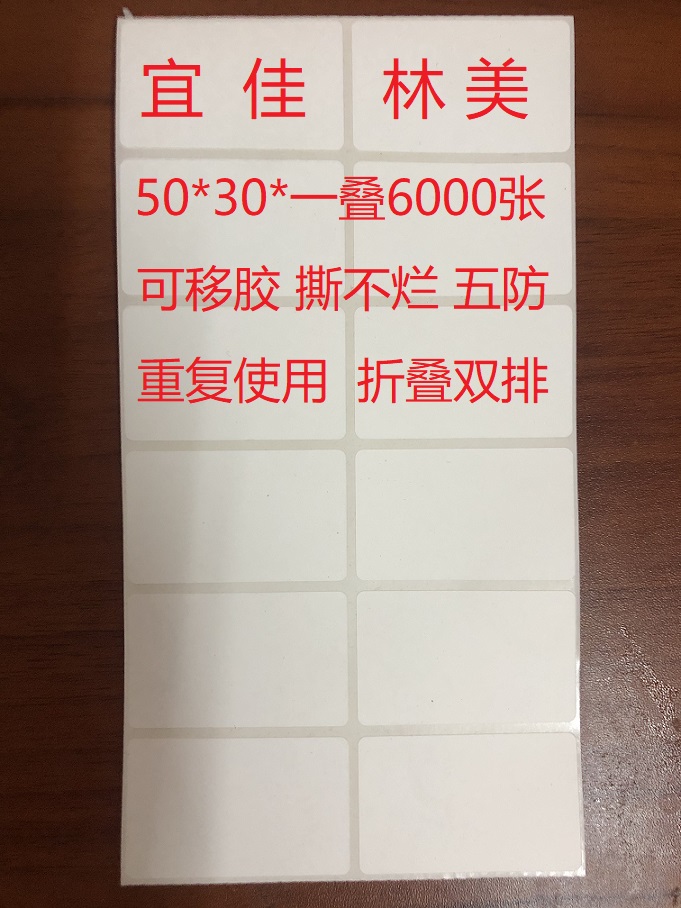 宜 佳 林 美
50*30*一叠6000张
可移胶 撕不烂 五防
重复使用 折叠双排